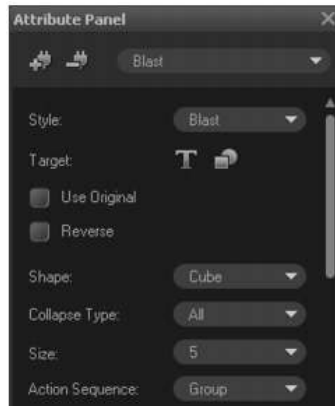 Attribute Panel
Blast
Style: Blast
Target: T
Use Original
Reverse
Shape: Cube
Collapse Type: All
Size: 5
Action Sequence: Group